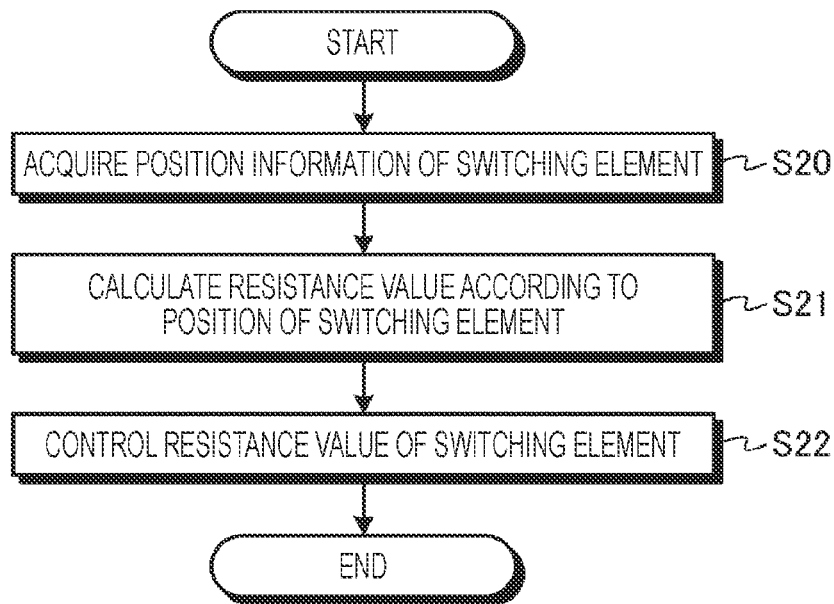 START
ACQUIRE POSITION INFORMATION OF SWITCHING ELEMENT
S20
CALCULATE RESISTANCE VALUE ACCORDING TO
POSITION OF SWITCHING ELEMENT
S21
CONTROL RESISTANCE VALUE OF SWITCHING ELEMENT
S22
END